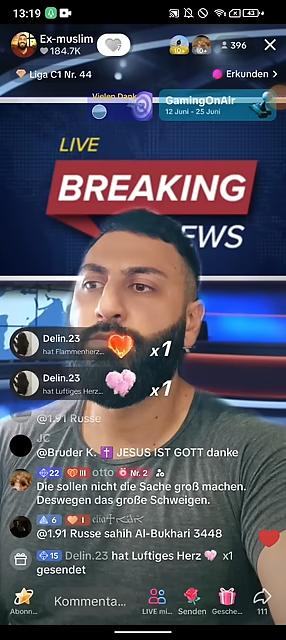 13:19
43
Ex-muslim
184.7K
10+
10+
396
Liga C1 Nr. 44
Erkunden >
Vielen Dank
GamingOnAir
12 Juni - 25 Juni
LIVE
BREAKING
EWS
Delin.23
hat Flammenherz...
x1
Delin.23
hat Luftiges Herz...
x1
@1.91 Russe
JC
@Bruder K. ✝️ JESUS IST GOTT danke
22 III otto Nr. 2
Die sollen nicht die Sache groß machen.
Deswegen das große Schweigen.
6 I
@1.91 Russe sahih Al-Bukhari 3448
15 Delin.23 hat Luftiges Herz 💓 x1
gesendet
Abonn...
Kommenta...
LIVE mi...
Senden
Gesche...
111